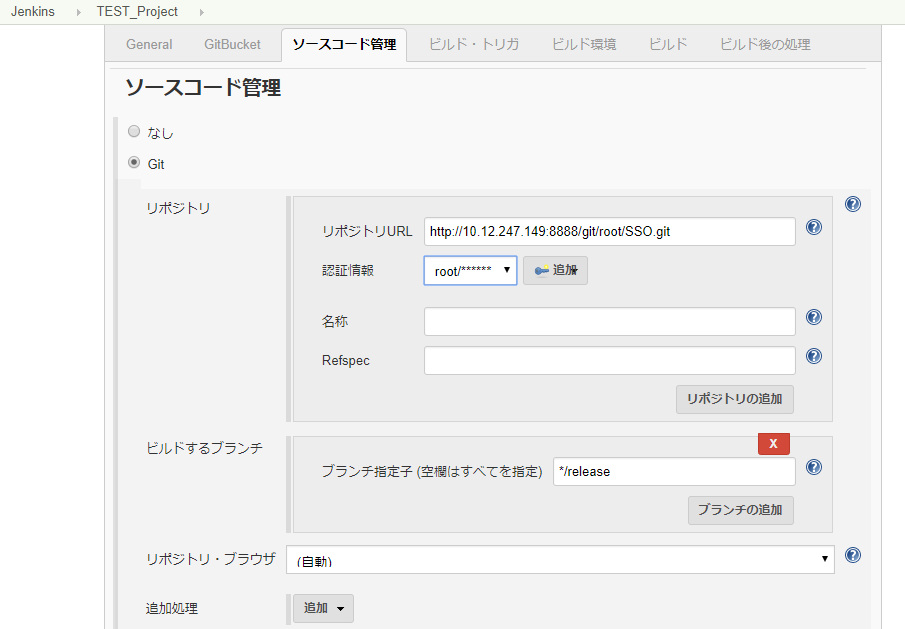 Jenkins TEST_Project
General GitBucket ソースコード管理 ビルド・トリガ ビルド環境 ビルド ビルド後の処理
ソースコード管理
なし
Git
リポジトリ
リポジトリURL http://10.12.247.149:8888/git/root/SSO.git
認証情報 root/****** 追加
名称
Refspec
リポジトリの追加
ビルドするブランチ
X
ブランチ指定子 (空欄はすべてを指定) */release
ブランチの追加
リポジトリ・ブラウザ (自動)
追加処理 追加